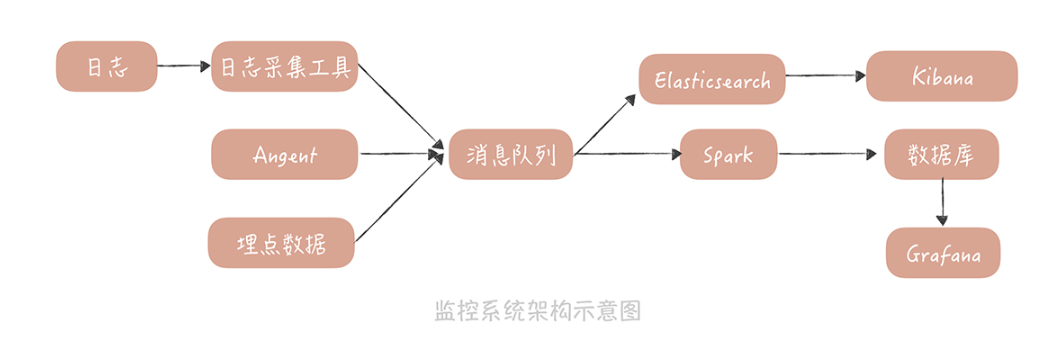 日志
日志采集工具
Angent
埋点数据
消息队列
Elasticsearch
Kibana
Spark
数据库
Grafana
监控系统架构示意图